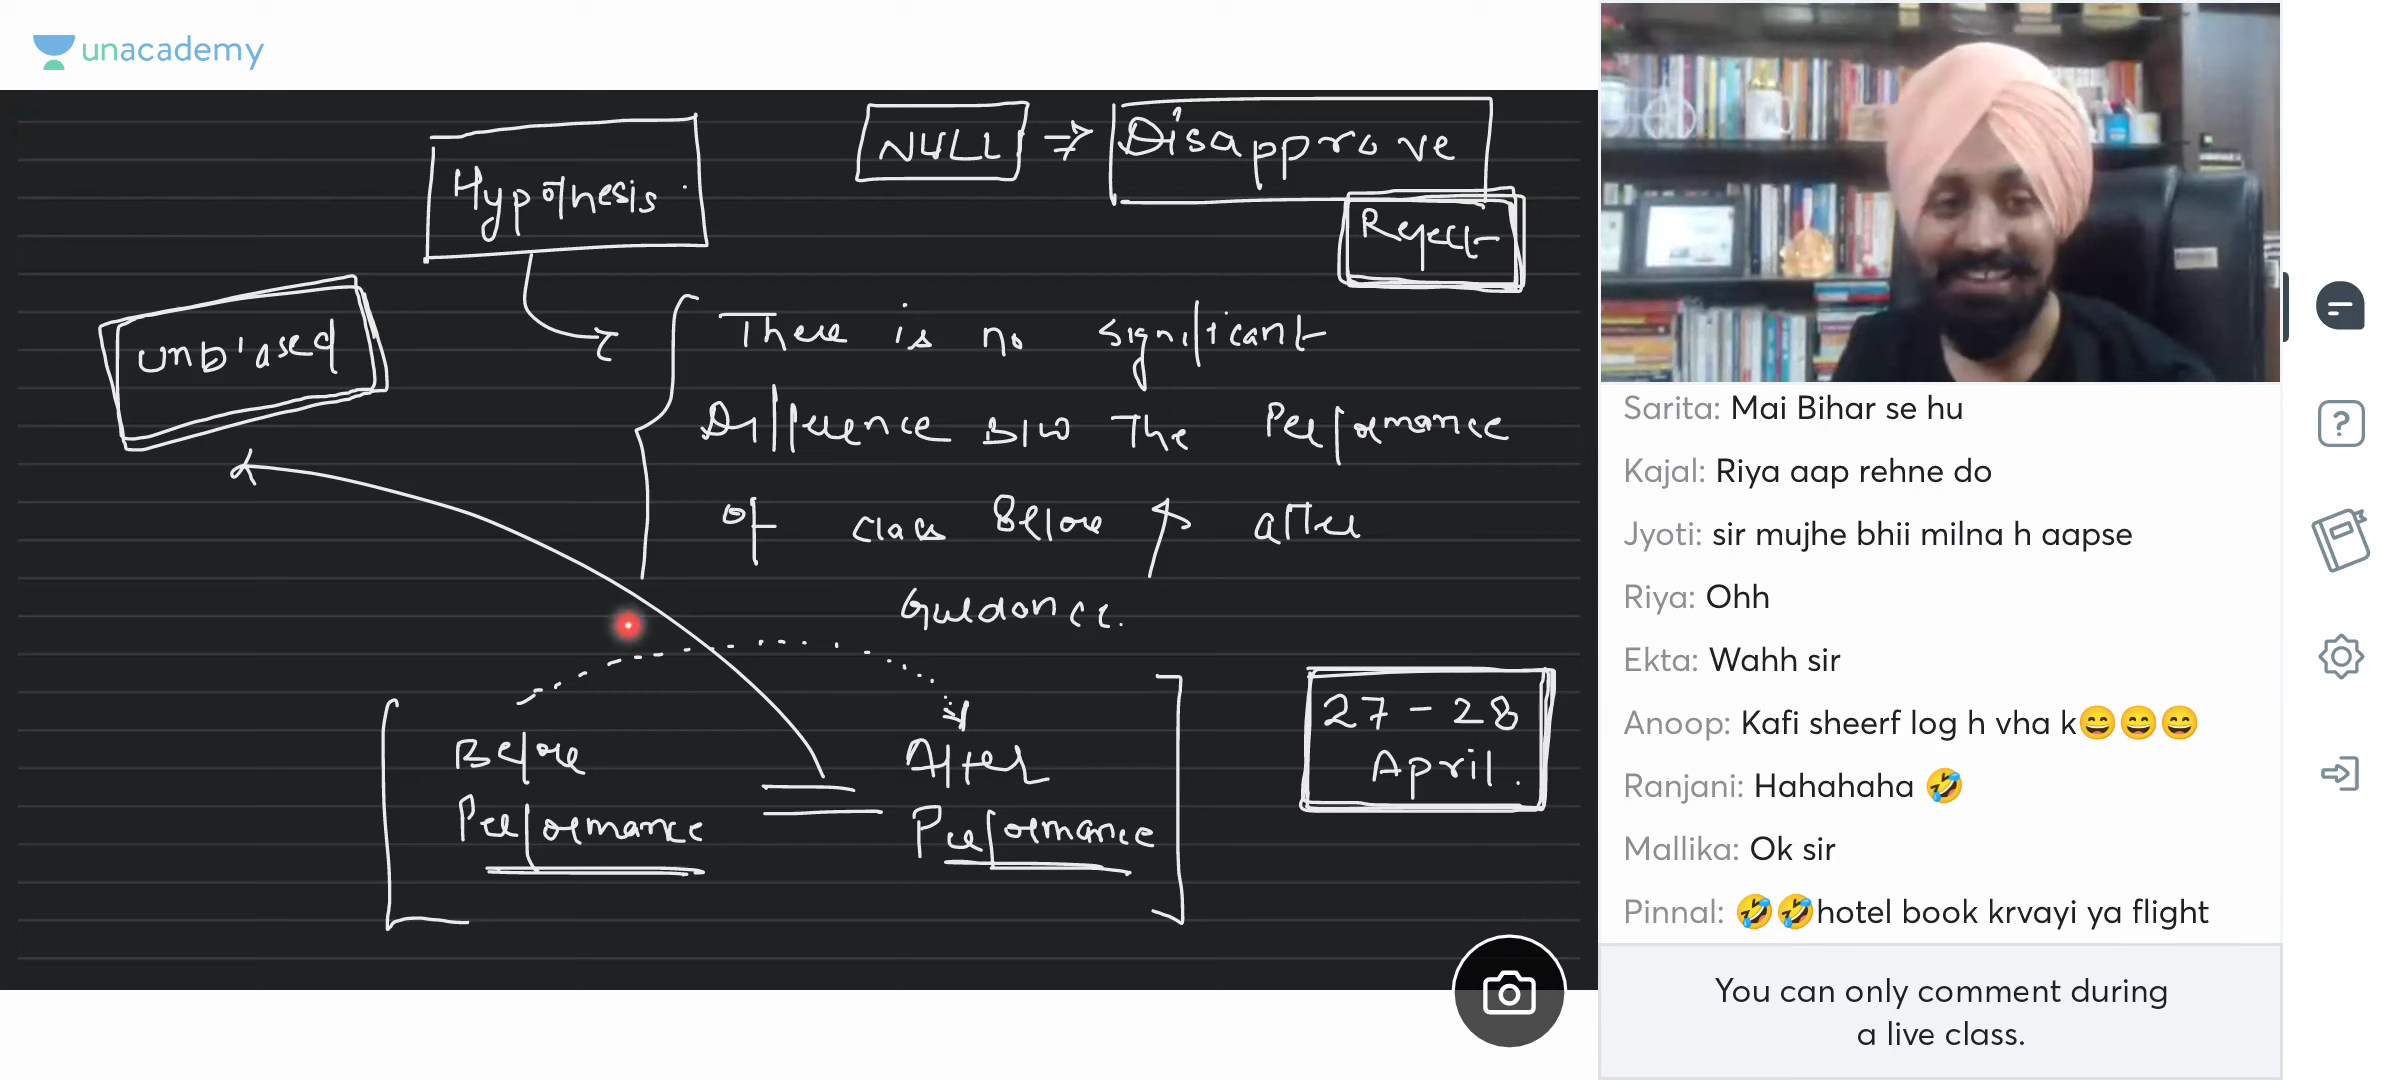 unacademy
NULL ⇒ Disapprove
Reject
Hypothesis
unbiased
There is no significant
Difference B/w The Performance
of class Before & after
Guidance.
Before
Performance
=
After
Performance
27 - 28
April.
Sarita: Mai Bihar se hu
Kajal: Riya aap rehne do
Jyoti: sir mujhe bhii milna h aapse
Riya: Ohh
Ekta: Wahh sir
Anoop: Kafi sheerf log h vha k😄😄😄
Ranjani: Hahahaha 🤣
Mallika: Ok sir
Pinnal: 🤣🤣hotel book krvayi ya flight
You can only comment during
a live class.